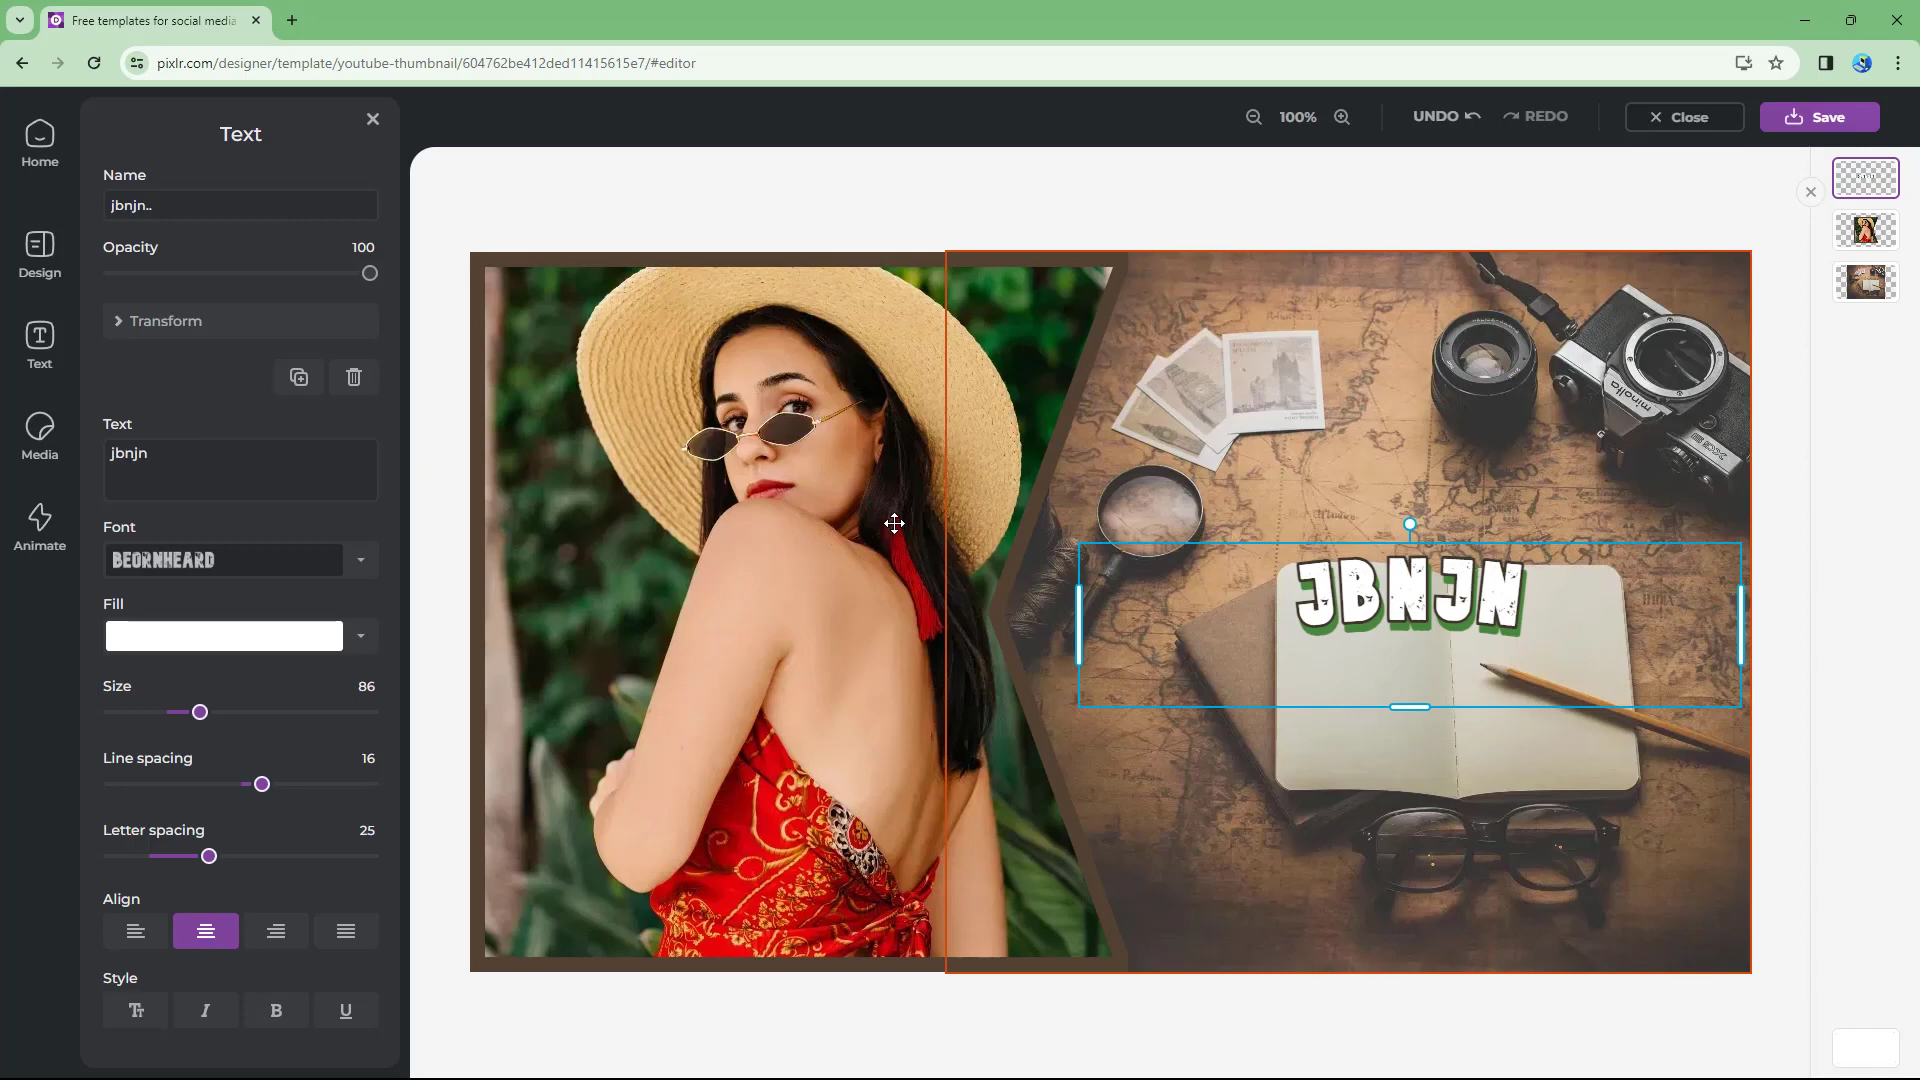 Free templates for social media
pixlr.com/designer/template/youtube-thumbnail/604762be412ded11415615e7/#editor
100%
UNDO
REDO
Close
Save
Home
Design
Text
Media
Animate
Text
Name
jbnjn..
Opacity
100
Transform
Text
jbnjn
Font
BEORNHEARD
Fill
Size
86
Line spacing
16
Letter spacing
25
Align
Style
Tt
I
B
U
minolta
JBNJN